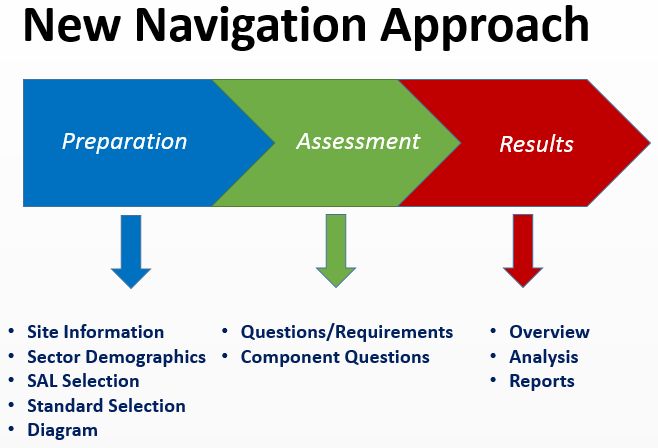 New Navigation Approach
Preparation
Assessment
Results
• Site Information
• Sector Demographics
• SAL Selection
• Standard Selection
• Diagram
• Questions/Requirements
• Component Questions
• Overview
• Analysis
• Reports